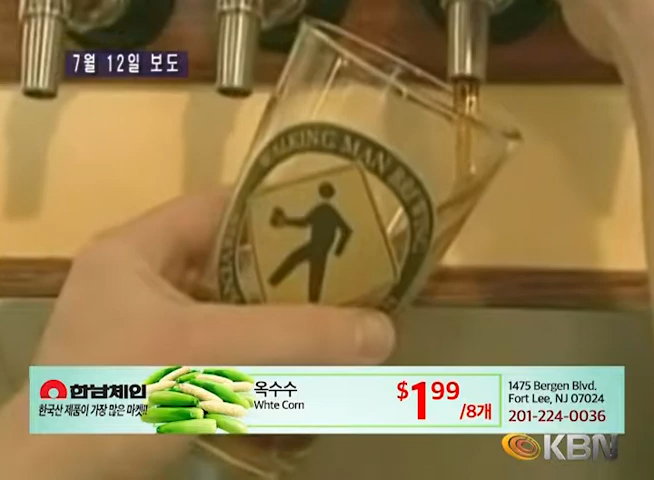 7월 12일 보도
WALKING MAN BREWING
한남체인
한국산 제품이 가장 많은 마켓!!
옥수수
Whte Corn
$1.99
/8개
1475 Bergen Blvd.
Fort Lee, NJ 07024
201-224-0036
KBN